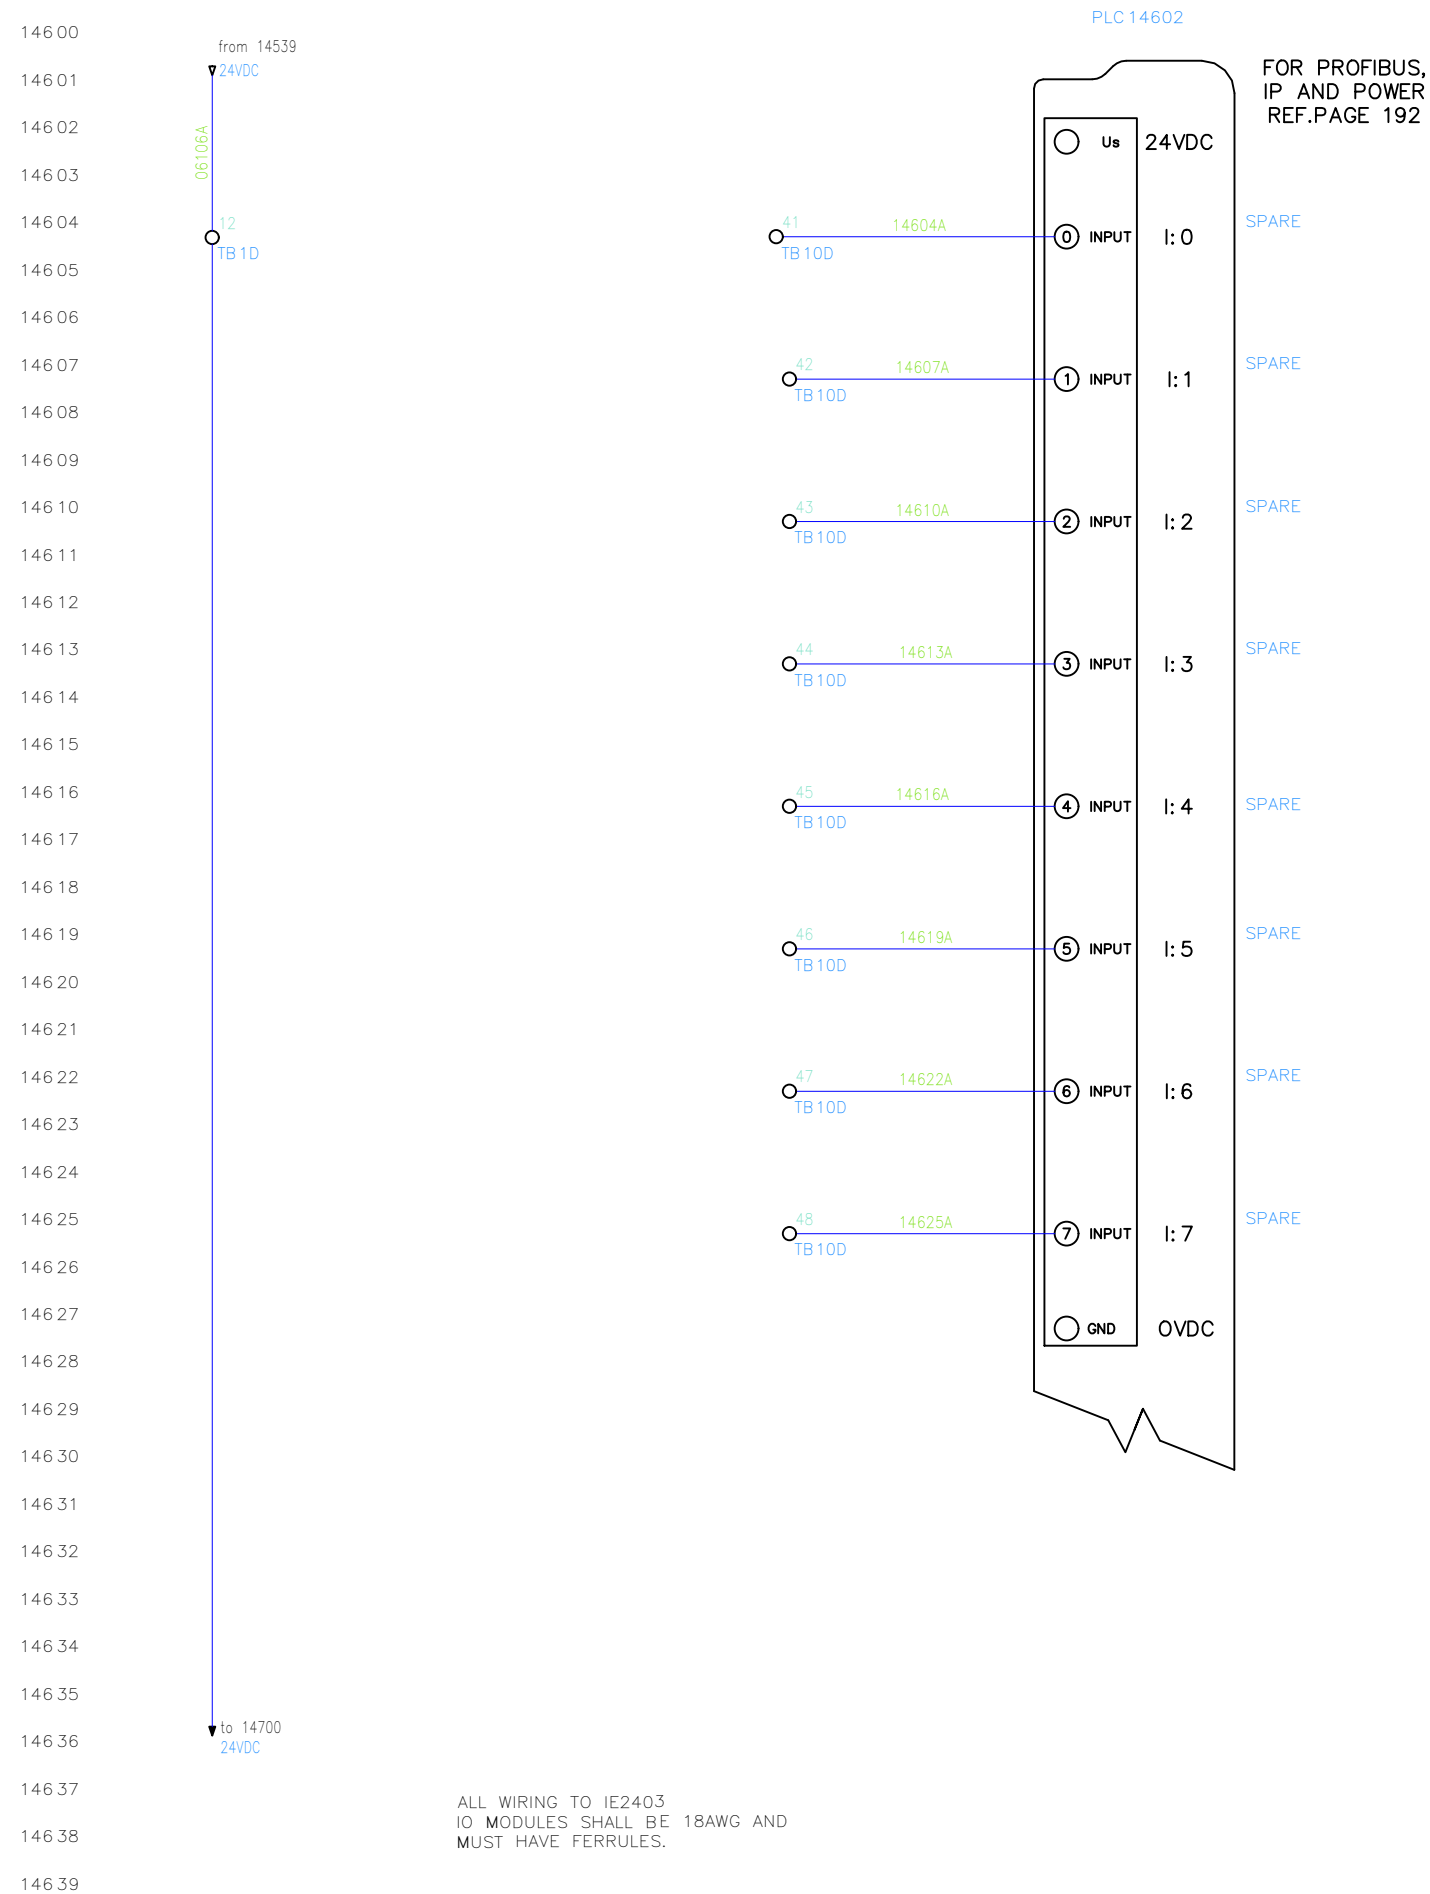 PLC14602
14600
from 14539
24VDC
FOR PROFIBUS,
IP AND POWER
REF.PAGE 192
14601
14602
06106A
Us 24VDC
14603
14604
12
TB1D
41
TB10D
14604A
0 INPUT I:0
SPARE
14605
14606
14607
42
TB10D
14607A
1 INPUT I:1
SPARE
14608
14609
14610
43
TB10D
14610A
2 INPUT I:2
SPARE
14611
14612
14613
44
TB10D
14613A
3 INPUT I:3
SPARE
14614
14615
14616
45
TB10D
14616A
4 INPUT I:4
SPARE
14617
14618
14619
46
TB10D
14619A
5 INPUT I:5
SPARE
14620
14621
14622
47
TB10D
14622A
6 INPUT I:6
SPARE
14623
14624
14625
48
TB10D
14625A
7 INPUT I:7
SPARE
14626
14627
GND 0VDC
14628
14629
14630
14631
14632
14633
14634
14635
to 14700
24VDC
14636
14637
ALL WIRING TO IE2403
IO MODULES SHALL BE 18AWG AND
MUST HAVE FERRULES.
14638
14639